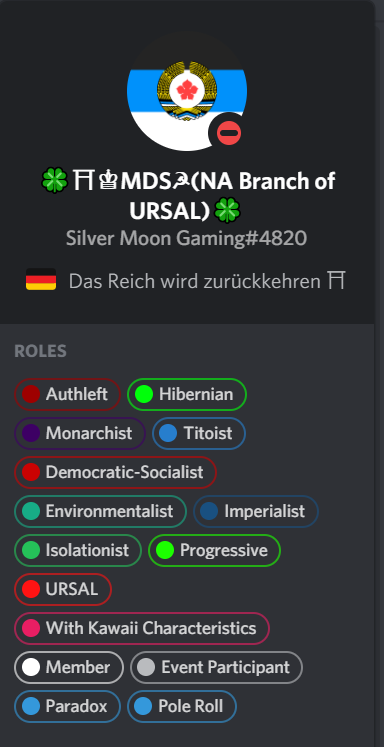 🍀⛩♔MDS☭(NA Branch of
URSAL)🍀
Silver Moon Gaming#4820
Das Reich wird zurückkehren ⛩
ROLES
Authleft Hibernian
Monarchist Titoist
Democratic-Socialist
Environmentalist Imperialist
Isolationist Progressive
URSAL
With Kawaii Characteristics
Member Event Participant
Paradox Pole Roll